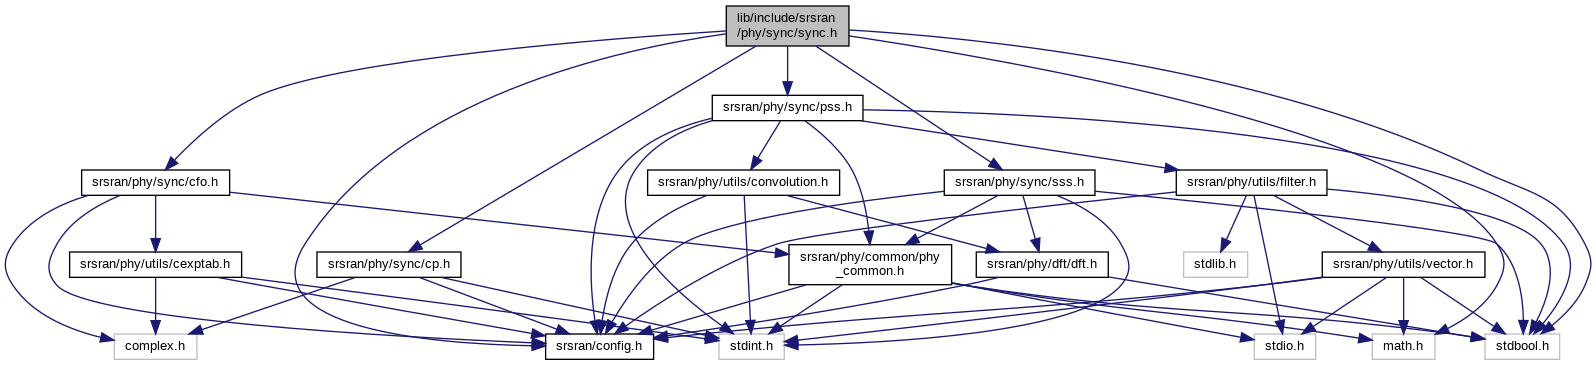 lib/include/srsran
/phy/sync/sync.h
srsran/phy/sync/pss.h
srsran/phy/sync/cfo.h
srsran/phy/utils/convolution.h
srsran/phy/sync/sss.h
srsran/phy/utils/filter.h
srsran/phy/utils/cexptab.h
srsran/phy/sync/cp.h
srsran/phy/common/phy
_common.h
srsran/phy/dft/dft.h
stdlib.h
srsran/phy/utils/vector.h
complex.h
srsran/config.h
stdint.h
stdio.h
math.h
stdbool.h